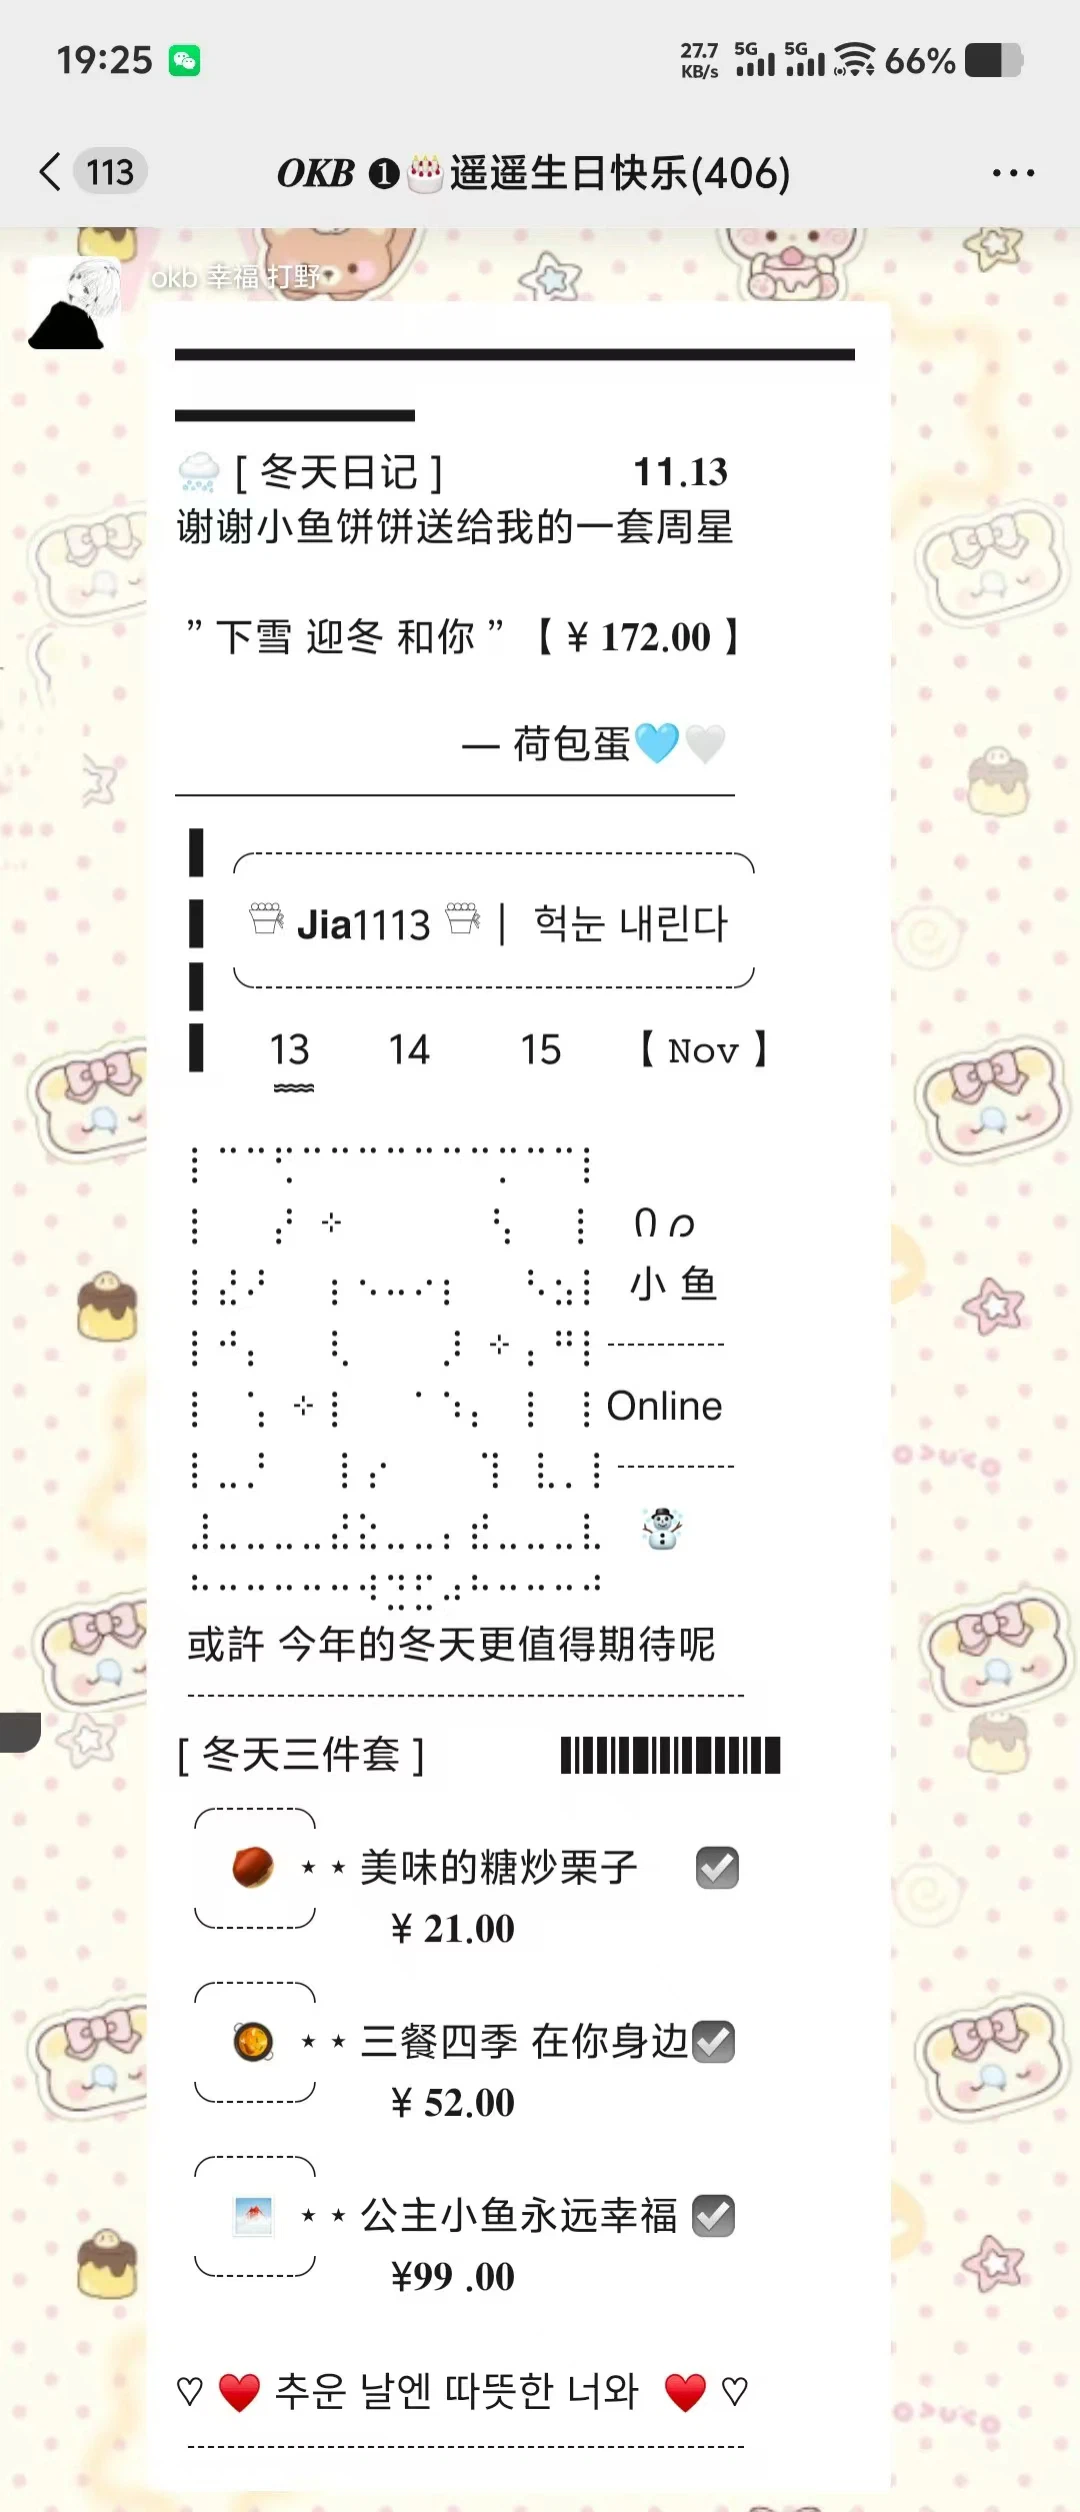 19:25
27.7 KB/s 5G 5G 66%
113
OKB ❶🎂遥遥生日快乐(406)
okb 幸福 打野
🌨️ [ 冬天日记 ] 11.13
谢谢小鱼饼饼送给我的一套周星
” 下雪 迎冬 和你 ” 【 ¥ 172.00 】
— 荷包蛋🩵🤍
Jia1113 | 헉눈 내린다
13 14 15 【 Nov 】
小 鱼
Online
或許 今年的冬天更值得期待呢
[ 冬天三件套 ]
🌰 ⋆ ⋆ 美味的糖炒栗子 ☑
¥ 21.00
🥘 ⋆ ⋆ 三餐四季 在你身边☑
¥ 52.00
⋆ ⋆ 公主小鱼永远幸福 ☑
¥99 .00
♡ ♥️ 추운 날엔 따뜻한 너와 ♥️ ♡